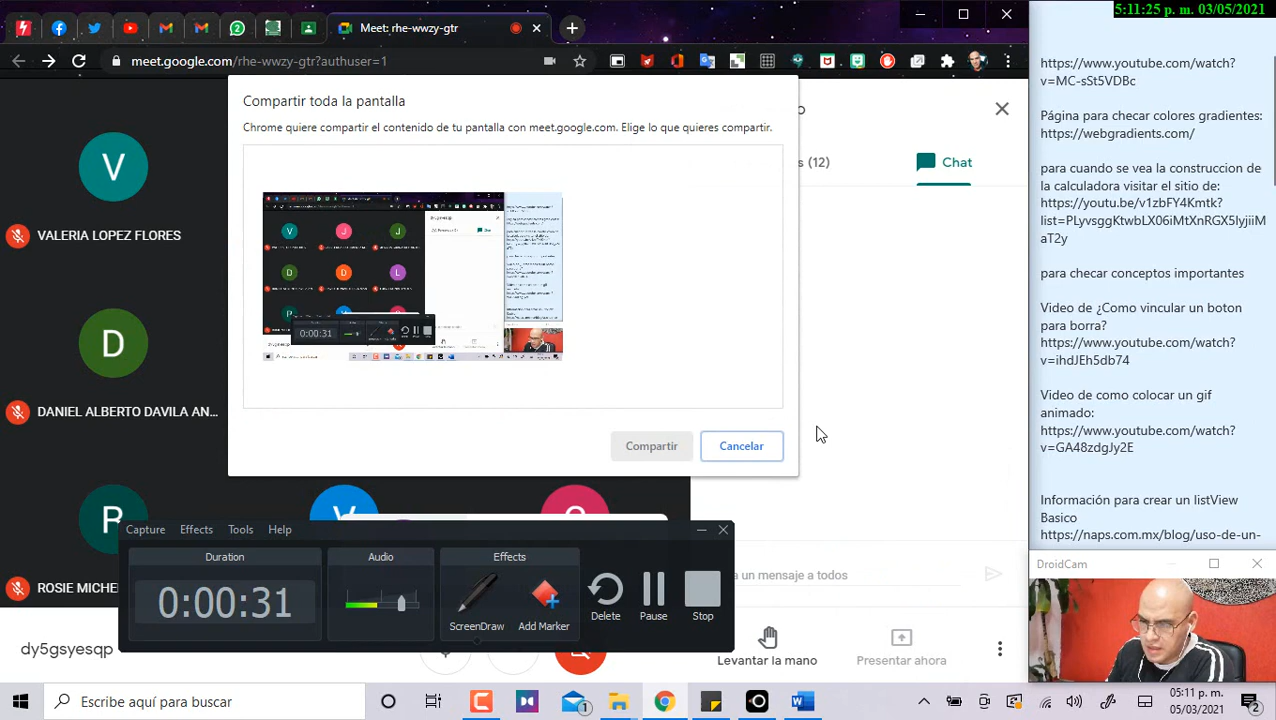 5:11:25 p. m. 03/05/2021
Meet: rhe-wwzy-gtr
meet.google.com/rhe-wwzy-gtr?authuser=1
Compartir toda la pantalla
Chrome quiere compartir el contenido de tu pantalla con meet.google.com. Elige lo que quieres compartir.
0:00:31
Compartir
Cancelar
V
VALERIA LOPEZ FLORES
D
DANIEL ALBERTO DAVILA AN...
R
V
OSIE MICHE
s (12)
Chat
a un mensaje a todos
Capture
Effects
Tools
Help
Duration
0:00:31
Audio
Effects
ScreenDraw
Add Marker
Delete
Pause
Stop
dy5gsyesqp
Levantar la mano
Presentar ahora
https://www.youtube.com/watch?
v=MC-sSt5VDBc
Página para checar colores gradientes:
https://webgradients.com/
para cuando se vea la construccion de
la calculadora visitar el sitio de:
https://youtu.be/v1zbFY4Kmtk?
list=PLyvsggKtwbLX06iMtXnRGX5lyjiiM
aT2y
para checar conceptos importantes
Video de ¿Como vincular un boton
para borra?
https://www.youtube.com/watch?
v=ihdJEh5db74
Video de como colocar un gif
animado:
https://www.youtube.com/watch?
v=GA48zdgJy2E
Información para crear un listView
Basico
https://naps.com.mx/blog/uso-de-un-
DroidCam
Escribe aquí para buscar
1
05:11 p. m.
05/03/2021
2